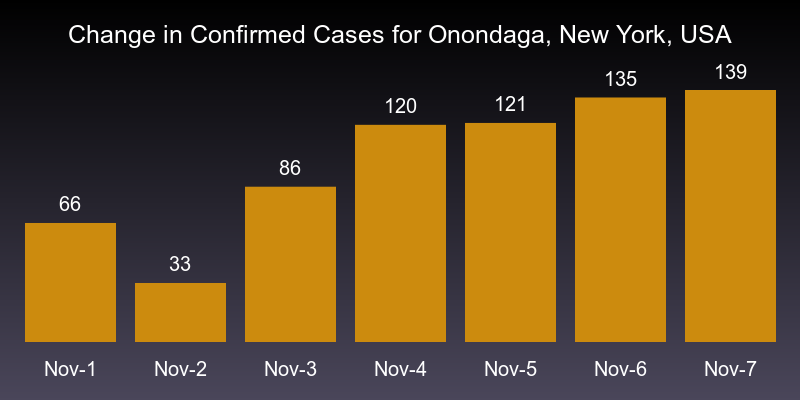 Change in Confirmed Cases for Onondaga, New York, USA
66
33
86
120
121
135
139
Nov-1
Nov-2
Nov-3
Nov-4
Nov-5
Nov-6
Nov-7